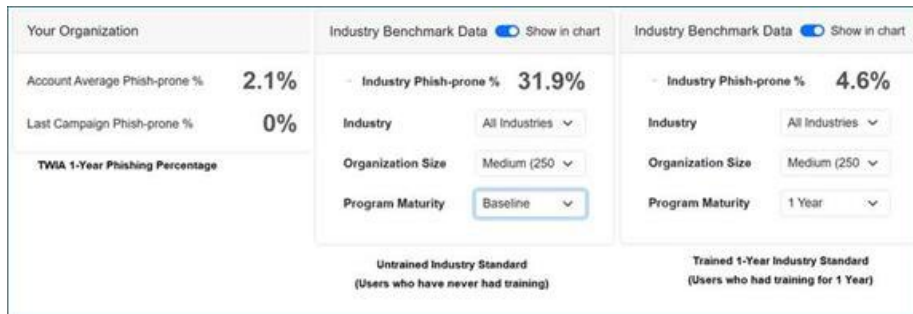 Your Organization
Account Average Phish-prone % 2.1%
Last Campaign Phish-prone % 0%
TWIA 1-Year Phishing Percentage
Industry Benchmark Data Show in chart
Industry Phish-prone % 31.9%
Industry All Industries
Organization Size Medium (250
Program Maturity Baseline
Untrained Industry Standard
(Users who have never had training)
Industry Benchmark Data Show in chart
Industry Phish-prone % 4.6%
Industry All Industries
Organization Size Medium (250
Program Maturity 1 Year
Trained 1-Year Industry Standard
(Users who had training for 1 Year)